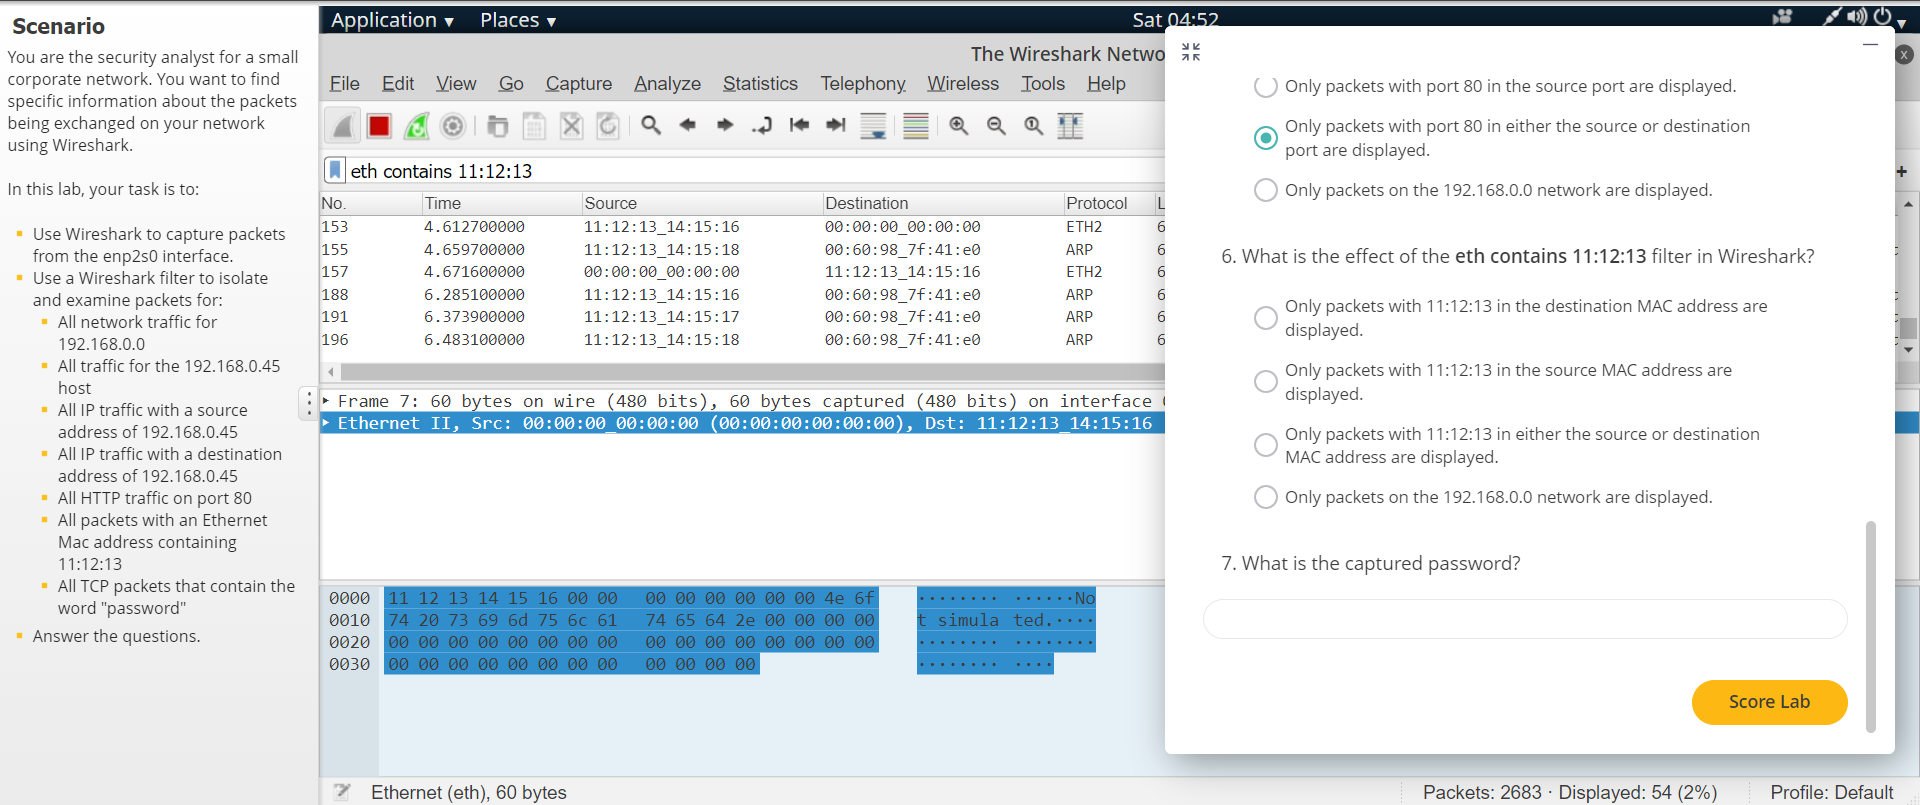 Scenario
You are the security analyst for a small
corporate network. You want to find
specific information about the packets
being exchanged on your network
using Wireshark.
In this lab, your task is to:
Use Wireshark to capture packets
from the enp2s0 interface.
Use a Wireshark filter to isolate
and examine packets for:
All network traffic for
192.168.0.0
All traffic for the 192.168.0.45
host
All IP traffic with a source
address of 192.168.0.45
All IP traffic with a destination
address of 192.168.0.45
All HTTP traffic on port 80
All packets with an Ethernet
Mac address containing
11:12:13
All TCP packets that contain the
word "password"
Answer the questions.
Application Places Sat 04:52
The Wireshark Netwo
File Edit View Go Capture Analyze Statistics Telephony Wireless Tools Help
eth contains 11:12:13
No. Time Source Destination Protocol L
153 4.612700000 11:12:13_14:15:16 00:00:00_00:00:00 ETH2 6
155 4.659700000 11:12:13_14:15:18 00:60:98_7f:41:e0 ARP 6
157 4.671600000 00:00:00_00:00:00 11:12:13_14:15:16 ETH2 6
188 6.285100000 11:12:13_14:15:16 00:60:98_7f:41:e0 ARP 6
191 6.373900000 11:12:13_14:15:17 00:60:98_7f:41:e0 ARP 6
196 6.483100000 11:12:13_14:15:18 00:60:98_7f:41:e0 ARP 6
Frame 7: 60 bytes on wire (480 bits), 60 bytes captured (480 bits) on interface
Ethernet II, Src: 00:00:00_00:00:00 (00:00:00:00:00:00), Dst: 11:12:13_14:15:16
0000 11 12 13 14 15 16 00 00 00 00 00 00 00 00 4e 6f ········ ······No
0010 74 20 73 69 6d 75 6c 61 74 65 64 2e 00 00 00 00 t simula ted.····
0020 00 00 00 00 00 00 00 00 00 00 00 00 00 00 00 00 ········ ········
0030 00 00 00 00 00 00 00 00 00 00 00 00 ········ ····
Ethernet (eth), 60 bytes
Packets: 2683 · Displayed: 54 (2%)
Profile: Default
Only packets with port 80 in the source port are displayed.
Only packets with port 80 in either the source or destination
port are displayed.
Only packets on the 192.168.0.0 network are displayed.
6. What is the effect of the eth contains 11:12:13 filter in Wireshark?
Only packets with 11:12:13 in the destination MAC address are
displayed.
Only packets with 11:12:13 in the source MAC address are
displayed.
Only packets with 11:12:13 in either the source or destination
MAC address are displayed.
Only packets on the 192.168.0.0 network are displayed.
7. What is the captured password?
Score Lab